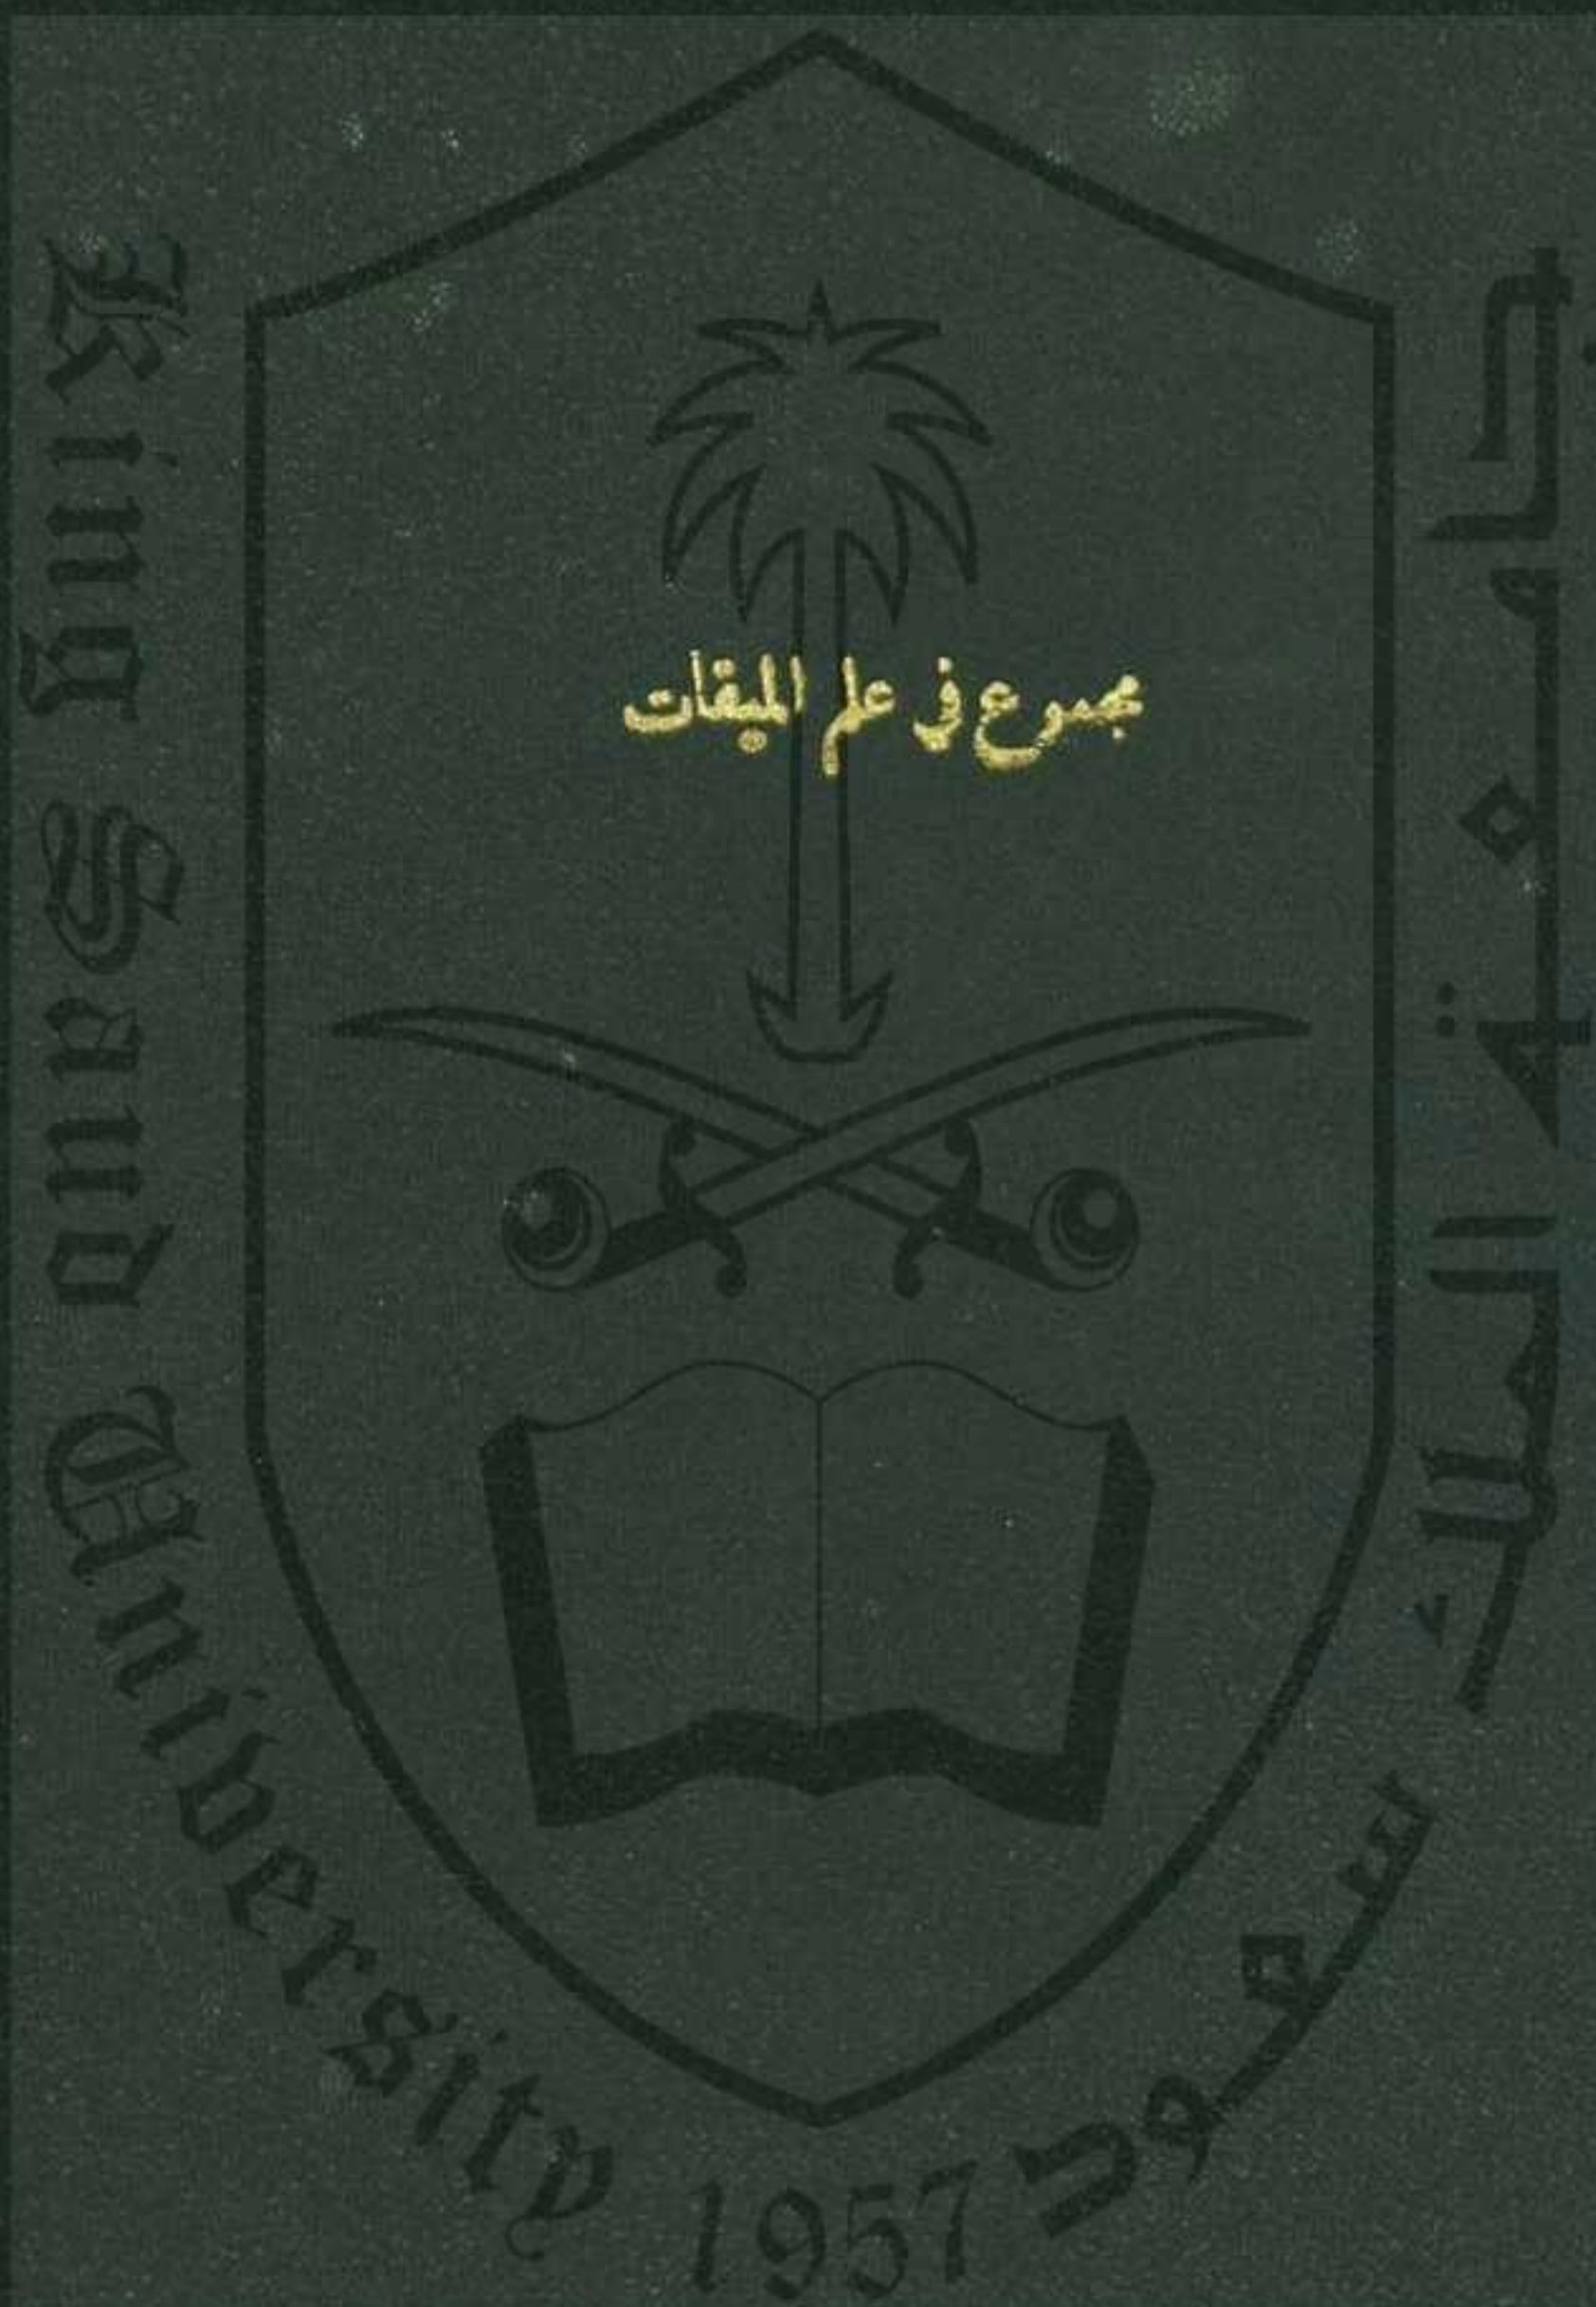 مجموع في علم الميقات
King Saud University
1957
جامعة الملك سعود